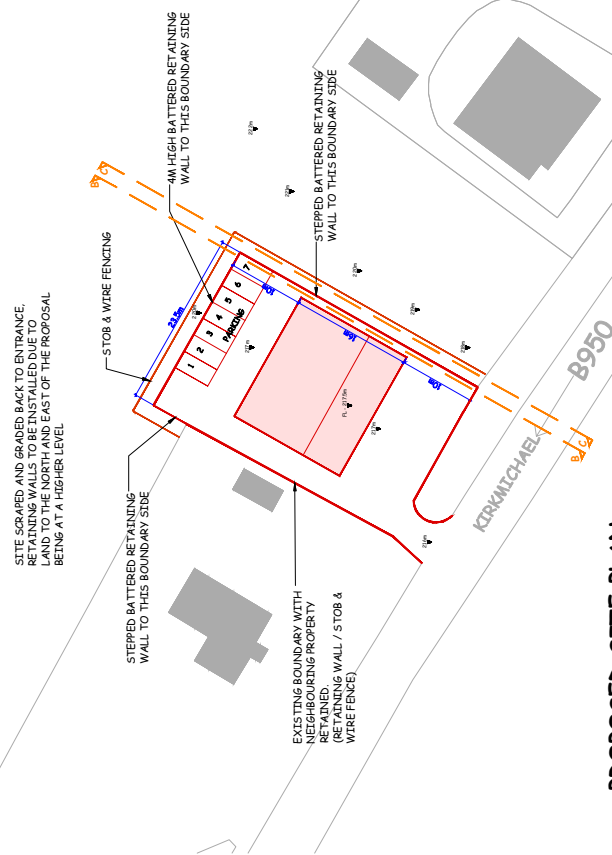 SITE SCRAPED AND GRADED BACK TO ENTRANCE,
RETAINING WALLS TO BE INSTALLED DUE TO
LAND TO THE NORTH AND EAST OF THE PROPOSAL
BEING AT A HIGHER LEVEL
STOB & WIRE FENCING
4M HIGH BATTERED RETAINING
WALL TO THIS BOUNDARY SIDE
STEPPED BATTERED RETAINING
WALL TO THIS BOUNDARY SIDE
STEPPED BATTERED RETAINING
WALL TO THIS BOUNDARY SIDE
EXISTING BOUNDARY WITH
NEIGHBOURING PROPERTY
RETAINED.
(RETAINING WALL / STOB &
WIRE FENCE)
23.5m
1
2
3
4
5
6
7
PARKING
10m
16m
10m
222m
220m
217m
KIRKMICHAEL
B950